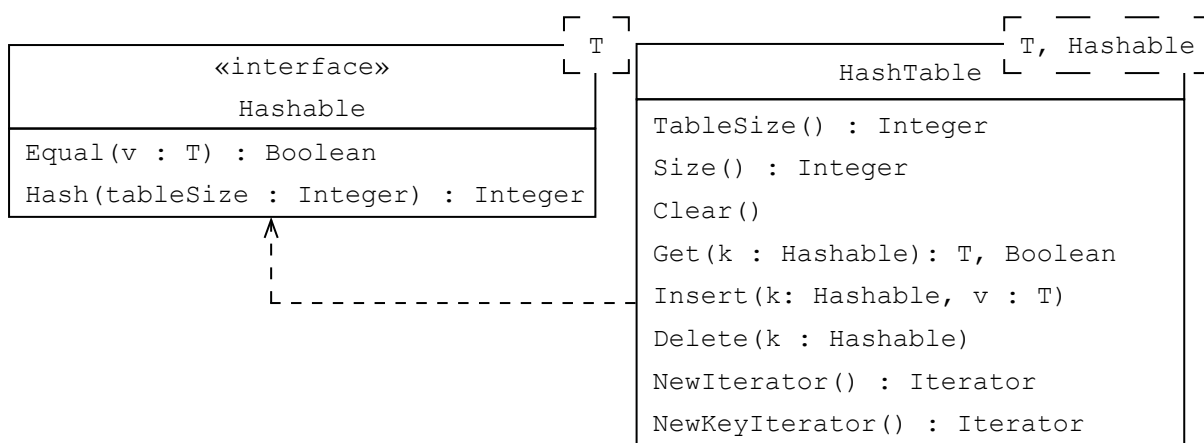 T
«interface»
Hashable
Equal(v : T) : Boolean
Hash(tableSize : Integer) : Integer
T, Hashable
HashTable
TableSize() : Integer
Size() : Integer
Clear()
Get(k : Hashable): T, Boolean
Insert(k: Hashable, v : T)
Delete(k : Hashable)
NewIterator() : Iterator
NewKeyIterator() : Iterator